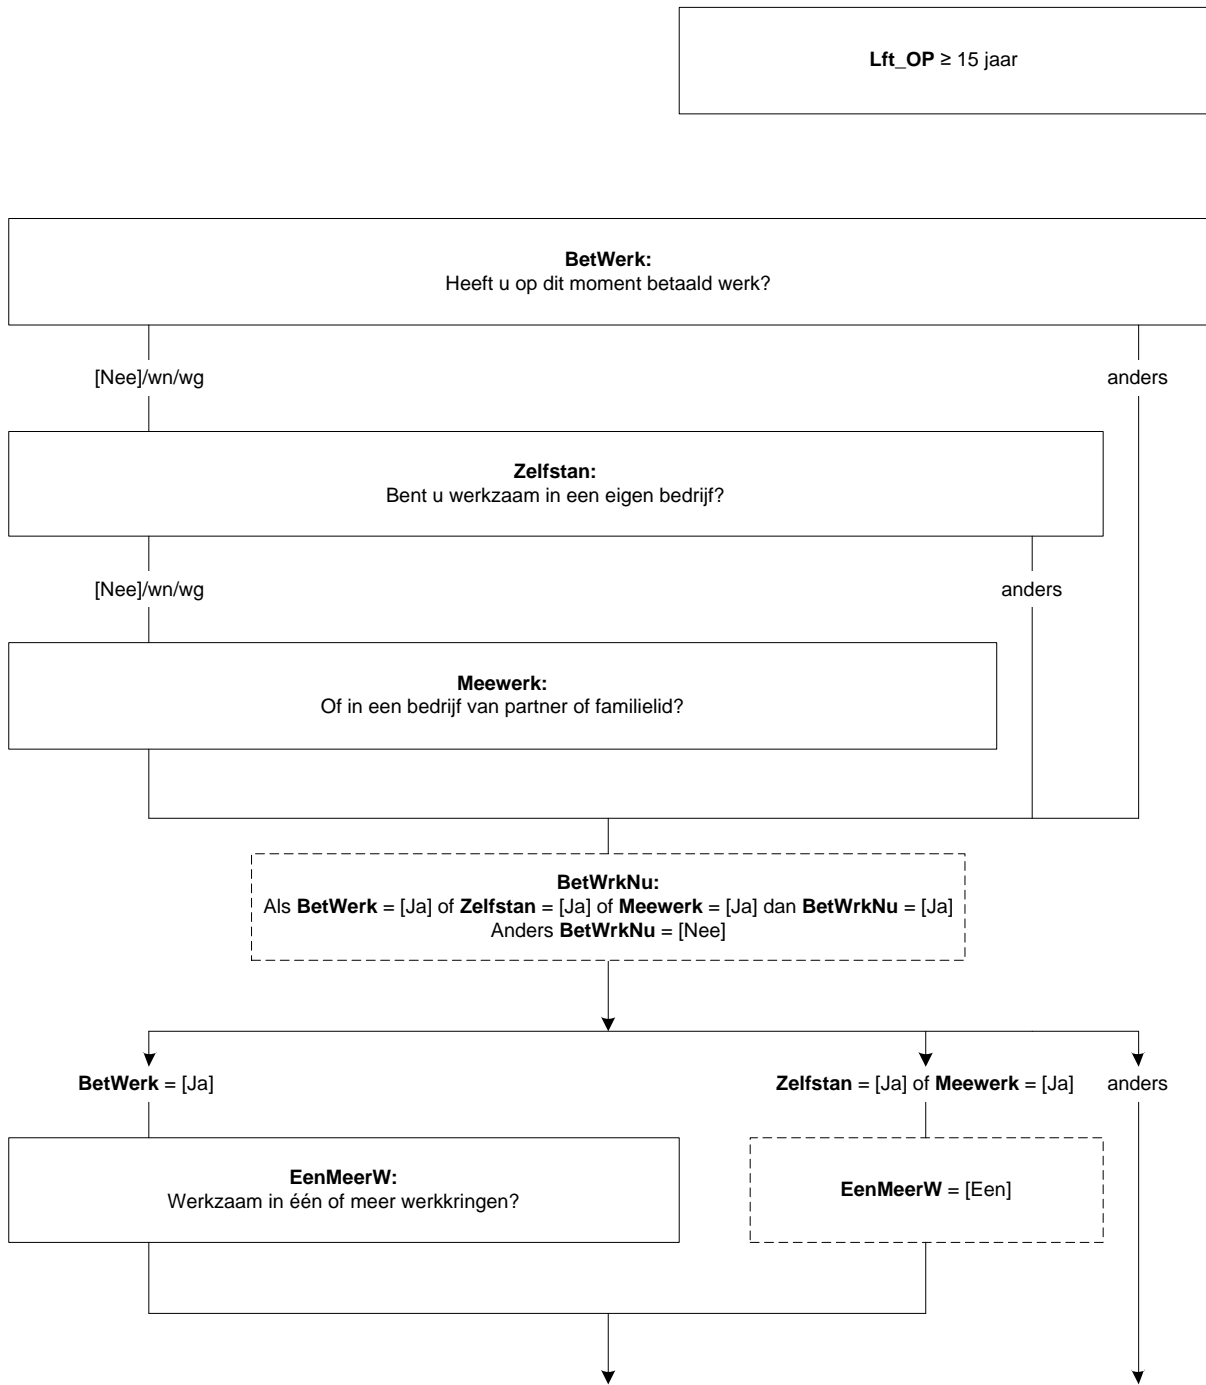 Lft_OP ≥ 15 jaar
BetWerk:
Heeft u op dit moment betaald werk?
[Nee]/wn/wg
anders
Zelfstan:
Bent u werkzaam in een eigen bedrijf?
[Nee]/wn/wg
anders
Meewerk:
Of in een bedrijf van partner of familielid?
BetWrkNu:
Als BetWerk = [Ja] of Zelfstan = [Ja] of Meewerk = [Ja] dan BetWrkNu = [Ja]
Anders BetWrkNu = [Nee]
BetWerk = [Ja]
Zelfstan = [Ja] of Meewerk = [Ja]
anders
EenMeerW:
Werkzaam in één of meer werkkringen?
EenMeerW = [Een]